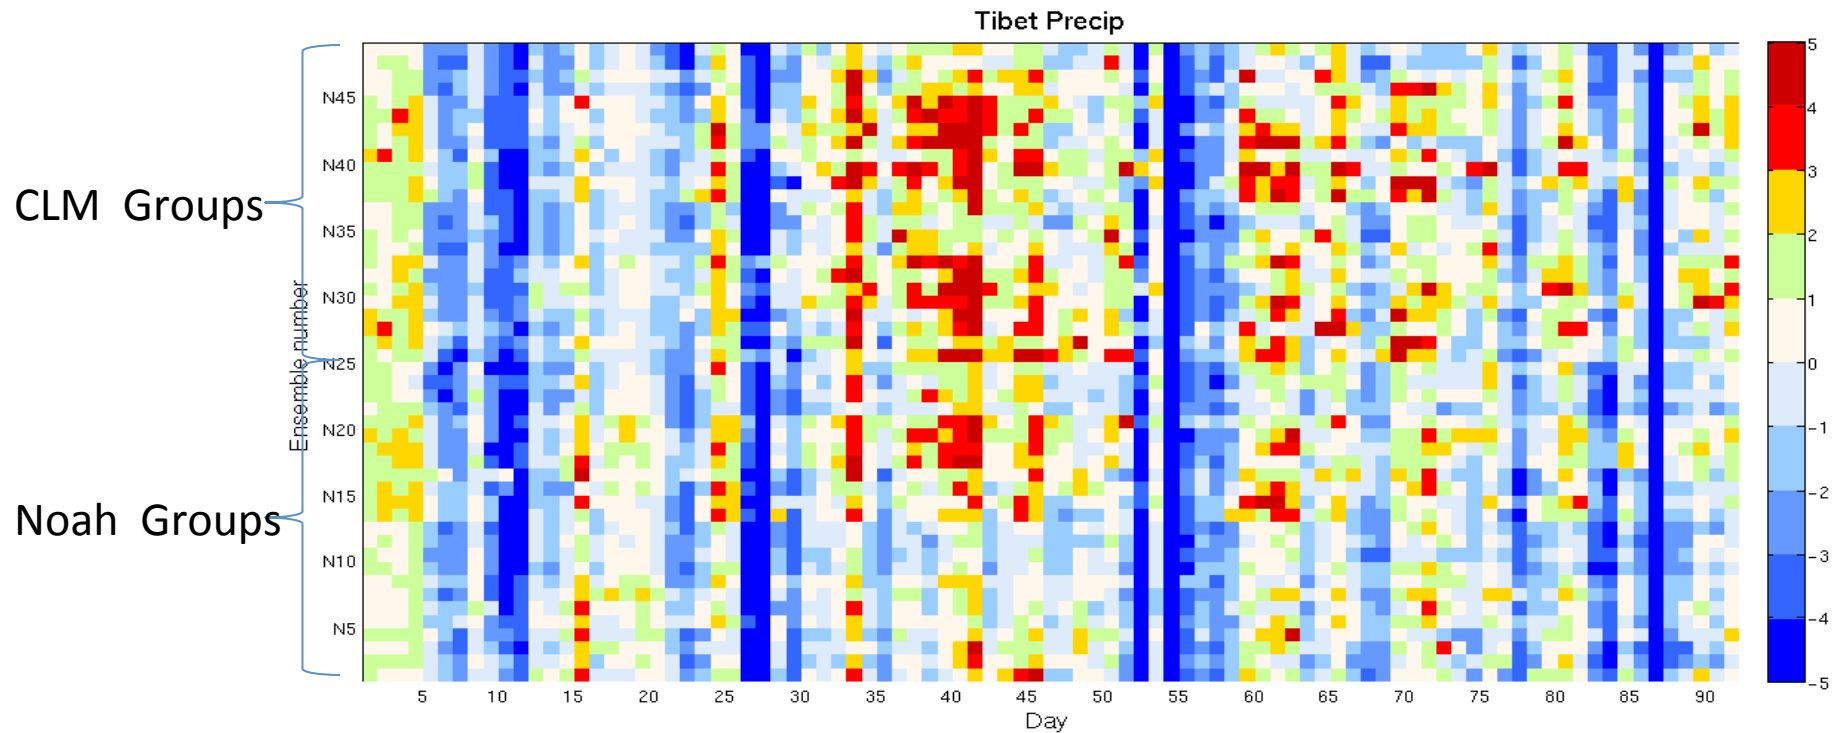 Tibet Precip
CLM Groups
Noah Groups
Ensemble number
N45
N40
N35
N30
N25
N20
N15
N10
N5
5 10 15 20 25 30 35 40 45 50 55 60 65 70 75 80 85 90
Day
5
4
3
2
1
0
-1
-2
-3
-4
-5